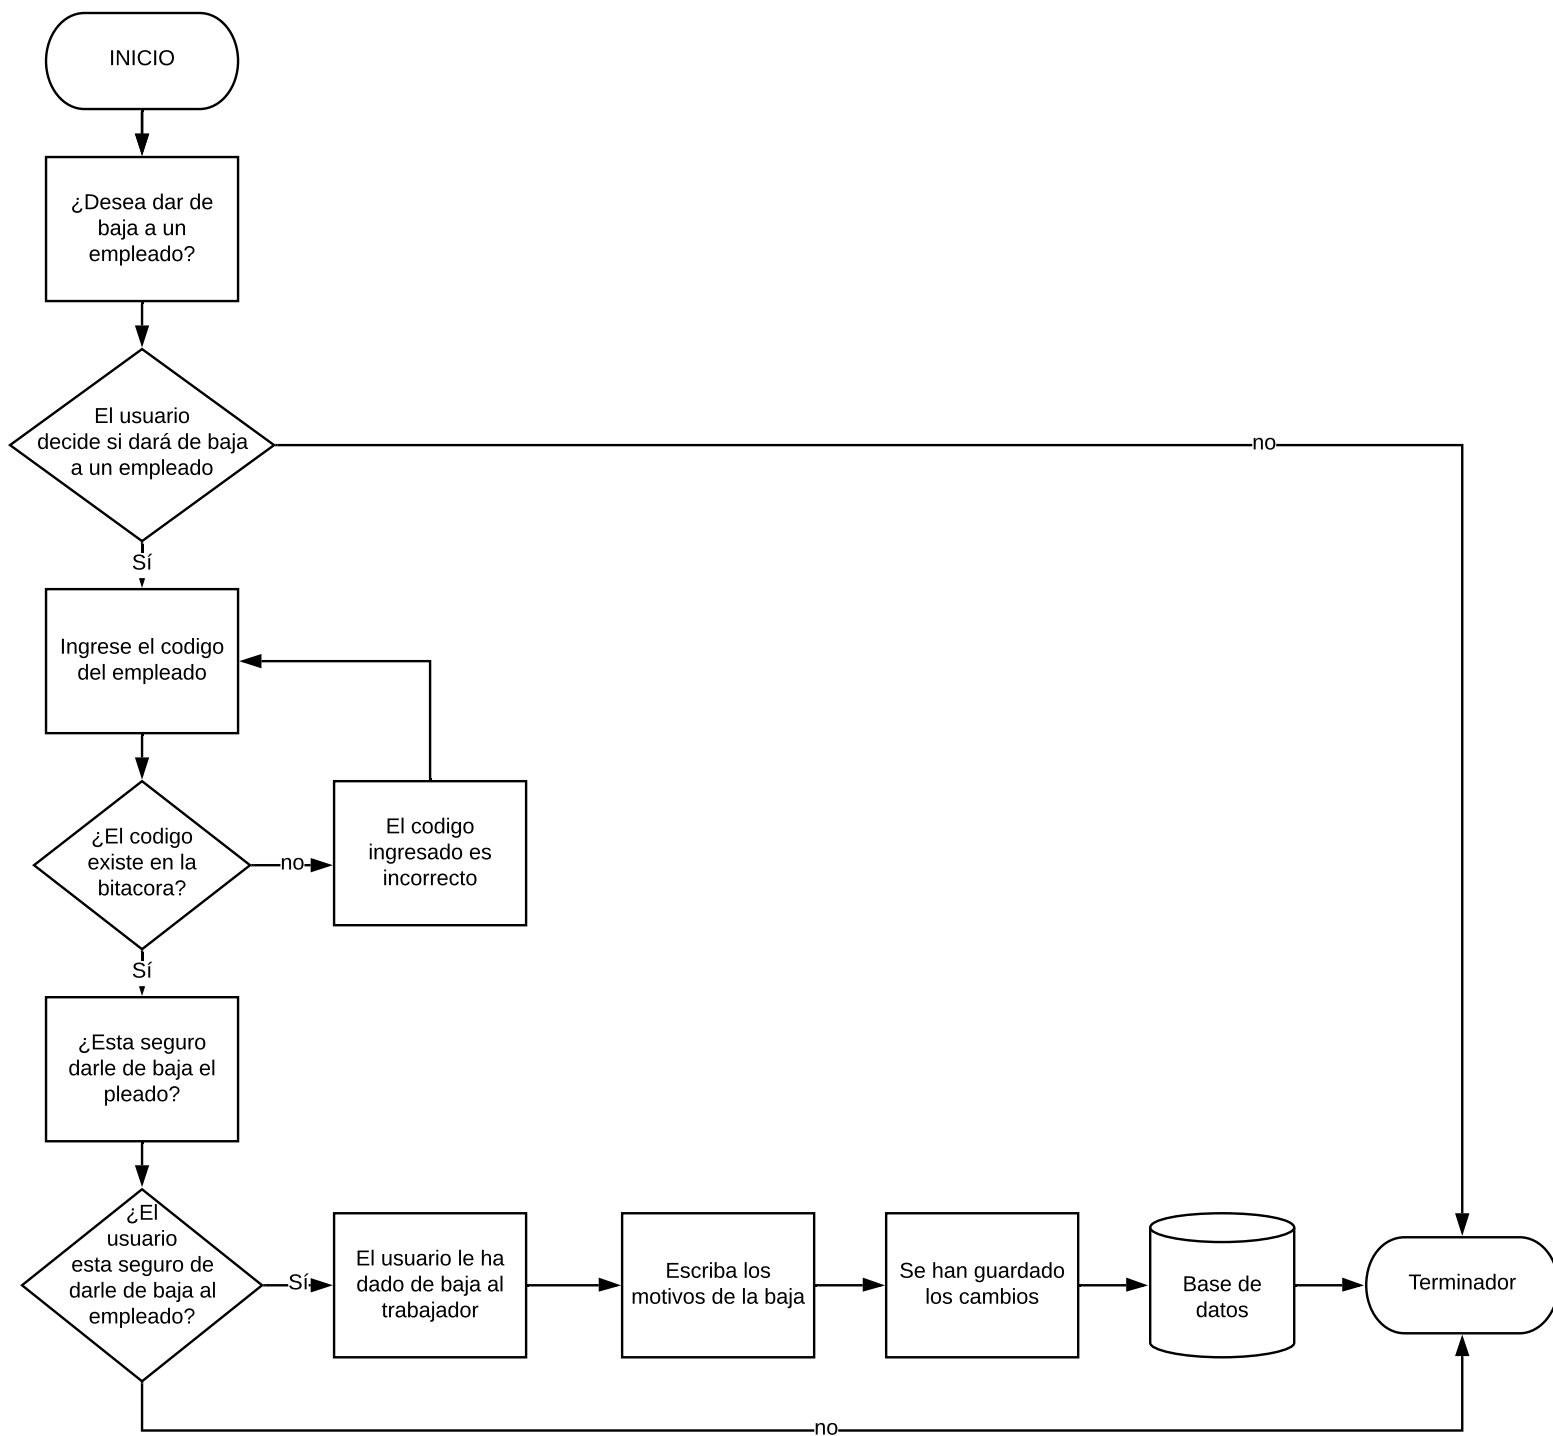 INICIO
¿Desea dar de
baja a un
empleado?
El usuario
decide si dará de baja
a un empleado
no
Sí
Ingrese el codigo
del empleado
¿El codigo
existe en la
bitacora?
no
El codigo
ingresado es
incorrecto
Sí
¿Esta seguro
darle de baja el
pleado?
¿El
usuario
esta seguro de
darle de baja al
empleado?
Sí
El usuario le ha
dado de baja al
trabajador
Escriba los
motivos de la baja
Se han guardado
los cambios
Base de
datos
Terminador
no